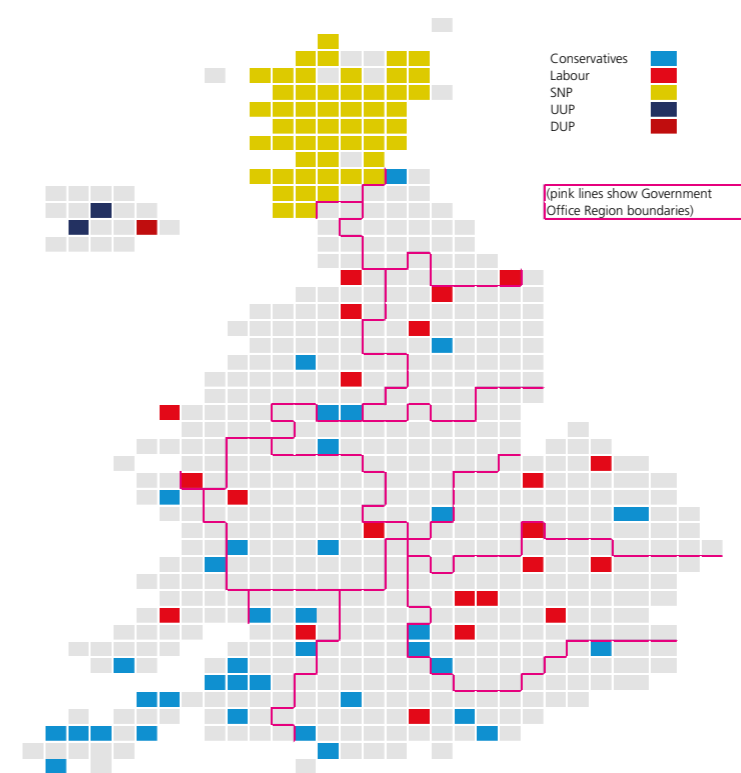 Conservatives
Labour
SNP
UUP
DUP
(pink lines show Government
Office Region boundaries)